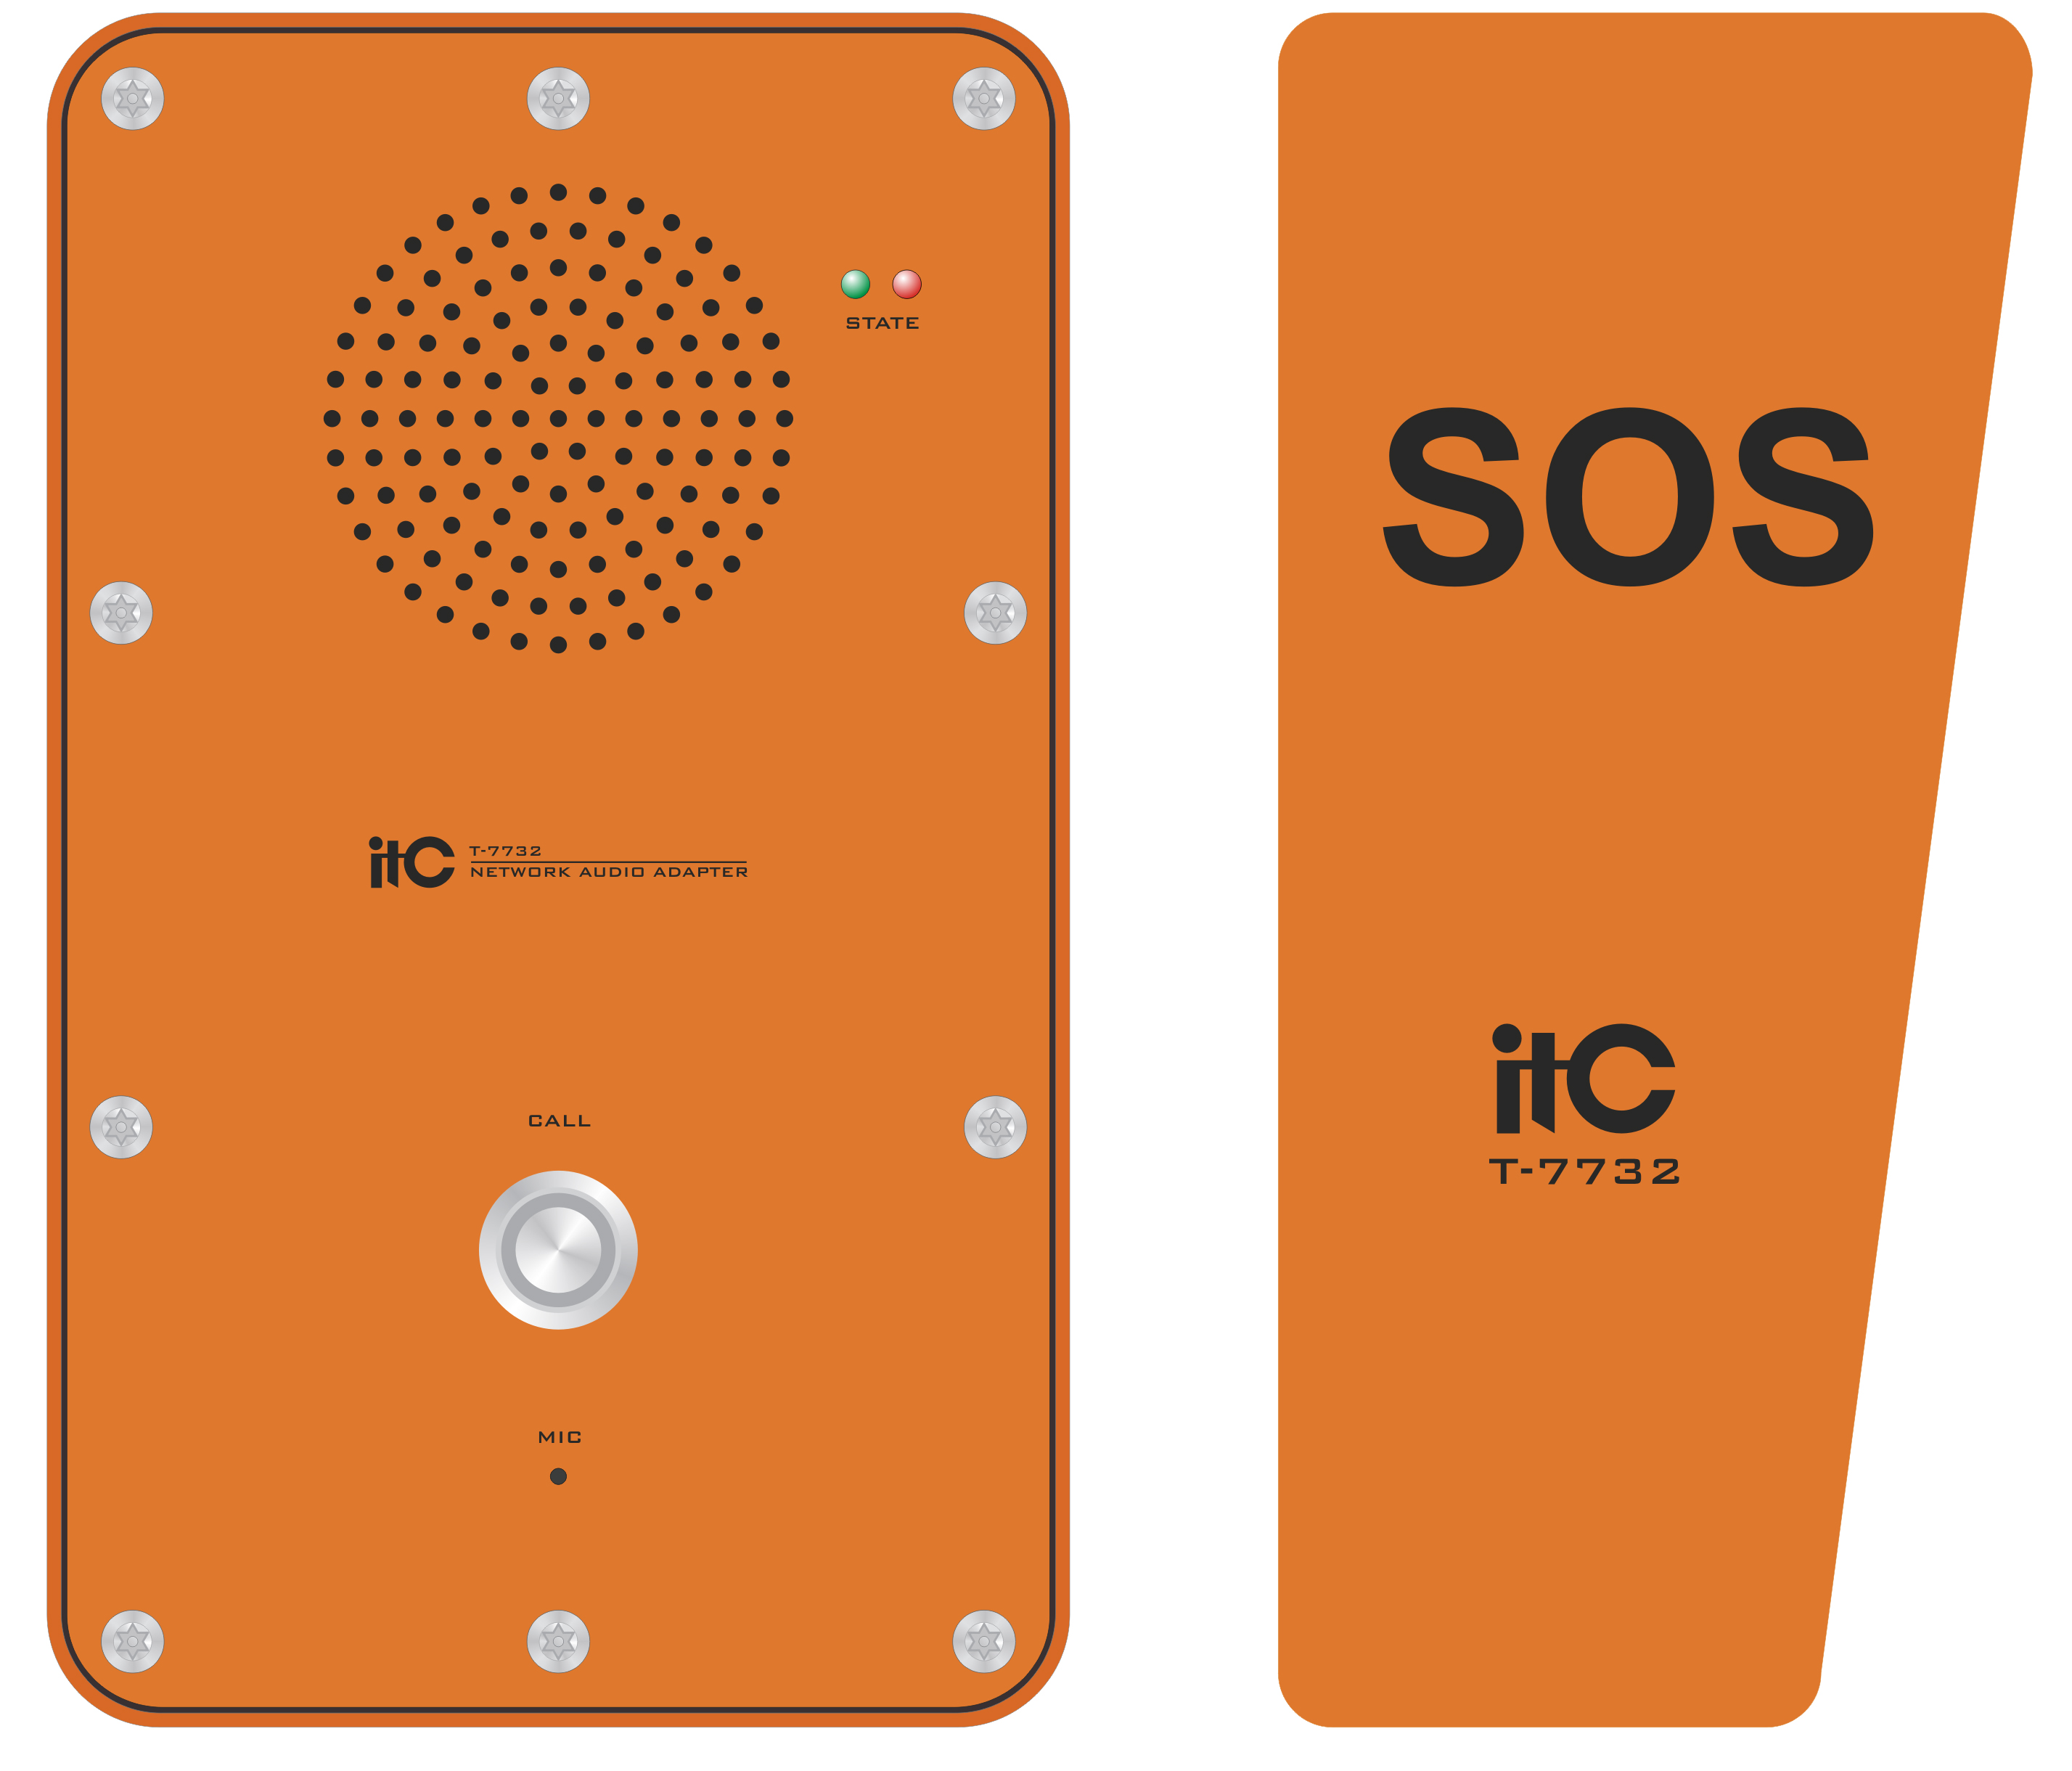 STATE
itC
T-7732
NETWORK AUDIO ADAPTER
CALL
MIC
SOS
itC
T-7732